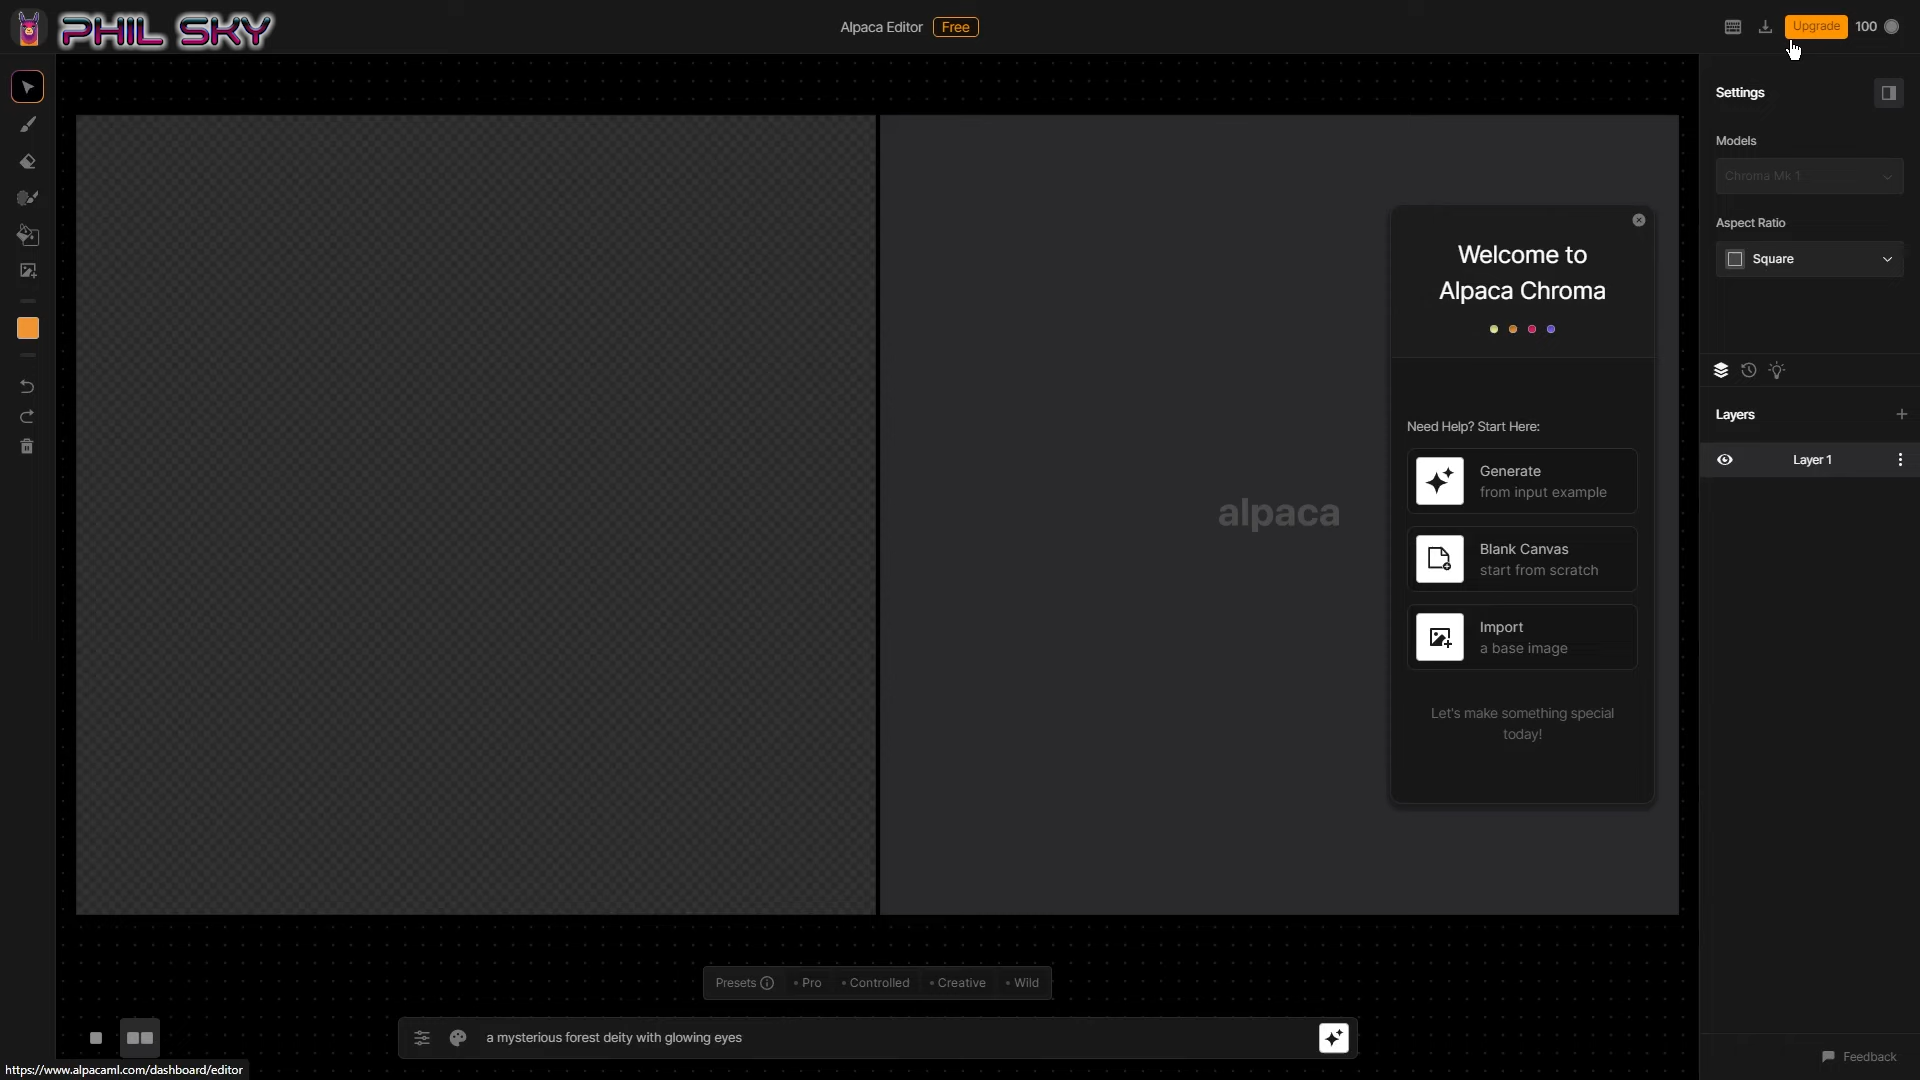 PHIL SKY
Alpaca Editor
Free
Upgrade
100
Settings
Models
Chroma Mk 1
Aspect Ratio
Square
Layers
Layer 1
Welcome to
Alpaca Chroma
Need Help? Start Here:
Generate
from input example
Blank Canvas
start from scratch
Import
a base image
Let's make something special
today!
alpaca
Presets • Pro • Controlled • Creative • Wild
a mysterious forest deity with glowing eyes
Feedback
https://www.alpacaml.com/dashboard/editor